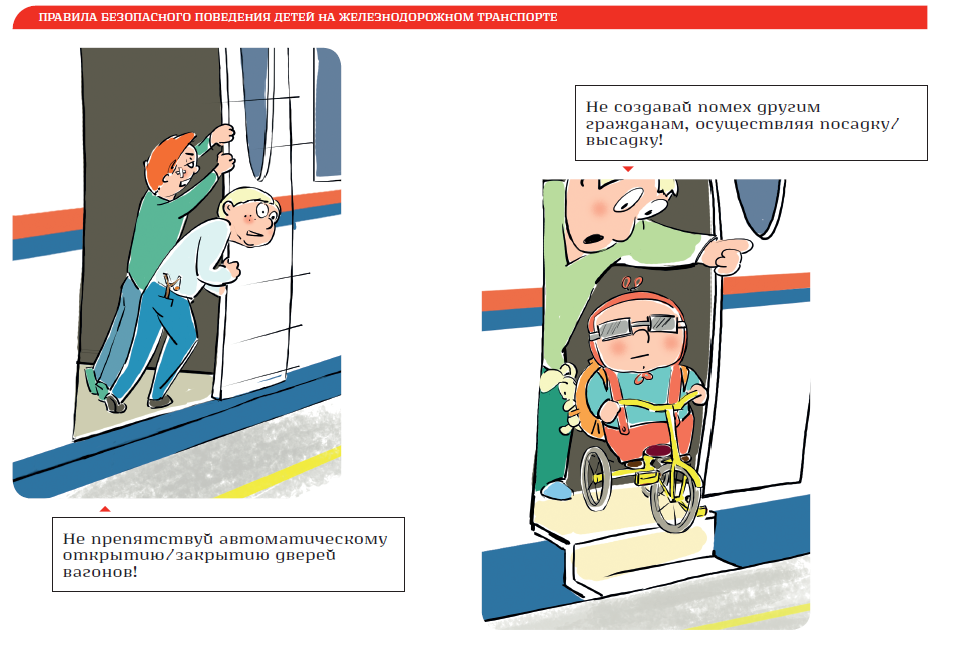 ПРАВИЛА БЕЗОПАСНОГО ПОВЕДЕНИЯ ДЕТЕЙ НА ЖЕЛЕЗНОДОРОЖНОМ ТРАНСПОРТЕ
Не препятствуй автоматическому
открытию/закрытию дверей
вагонов!
Не создавай помех другим
гражданам, осуществляя посадку/
высадку!